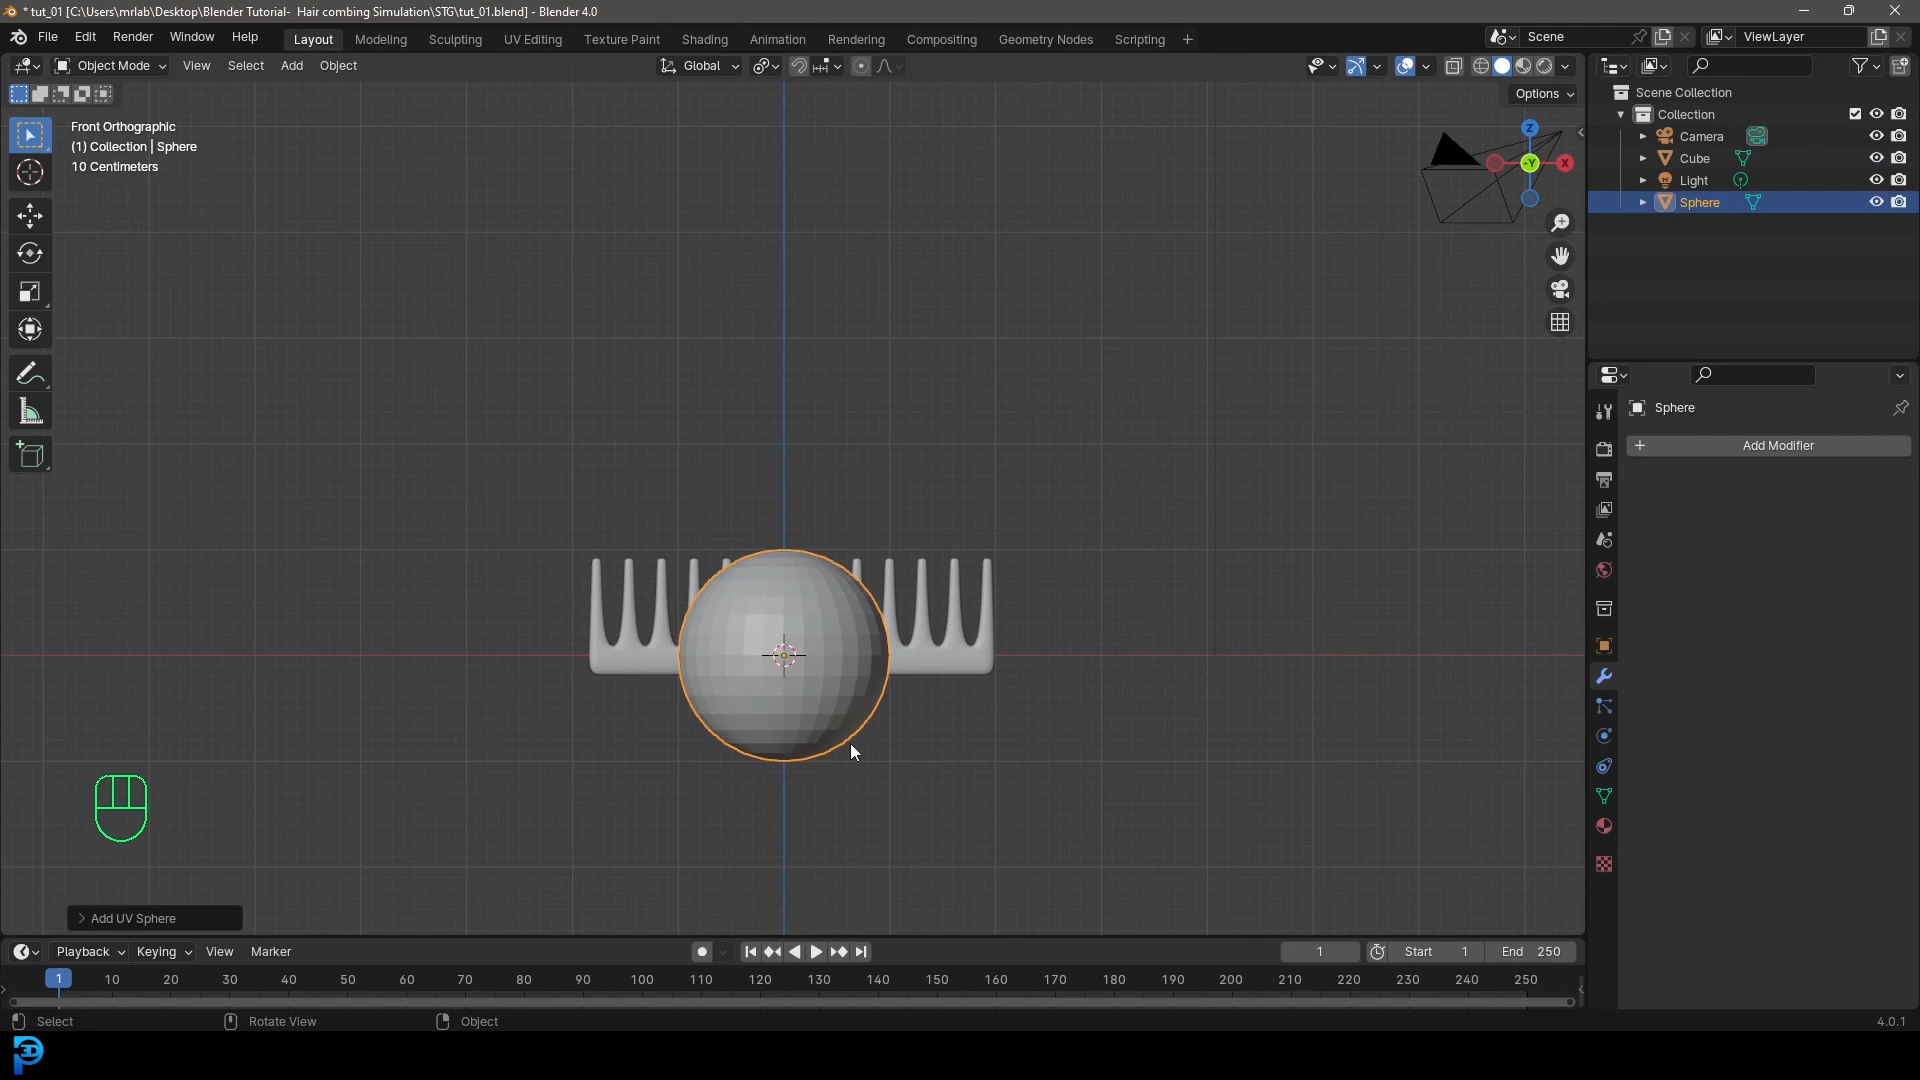 * tut_01 [C:\Users\mrlab\Desktop\Blender Tutorial-  Hair combing Simulation\STG\tut_01.blend] - Blender 4.0
File Edit Render Window Help Layout Modeling Sculpting UV Editing Texture Paint Shading Animation Rendering Compositing Geometry Nodes Scripting + Scene ViewLayer
Object Mode View Select Add Object Global
Options
Front Orthographic
(1) Collection | Sphere
10 Centimeters
Z
-Y
X
Scene Collection
Collection
Camera
Cube
Light
Sphere
Sphere
Add Modifier
Add UV Sphere
Playback Keying View Marker 1 Start 1 End 250
1 10 20 30 40 50 60 70 80 90 100 110 120 130 140 150 160 170 180 190 200 210 220 230 240 250
Select Rotate View Object 4.0.1